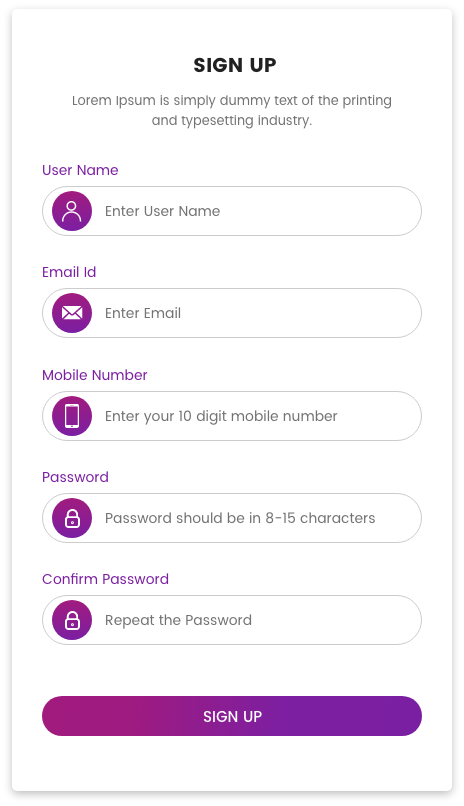 SIGN UP
Lorem Ipsum is simply dummy text of the printing
and typesetting industry.
User Name
Enter User Name
Email Id
Enter Email
Mobile Number
Enter your 10 digit mobile number
Password
Password should be in 8-15 characters
Confirm Password
Repeat the Password
SIGN UP